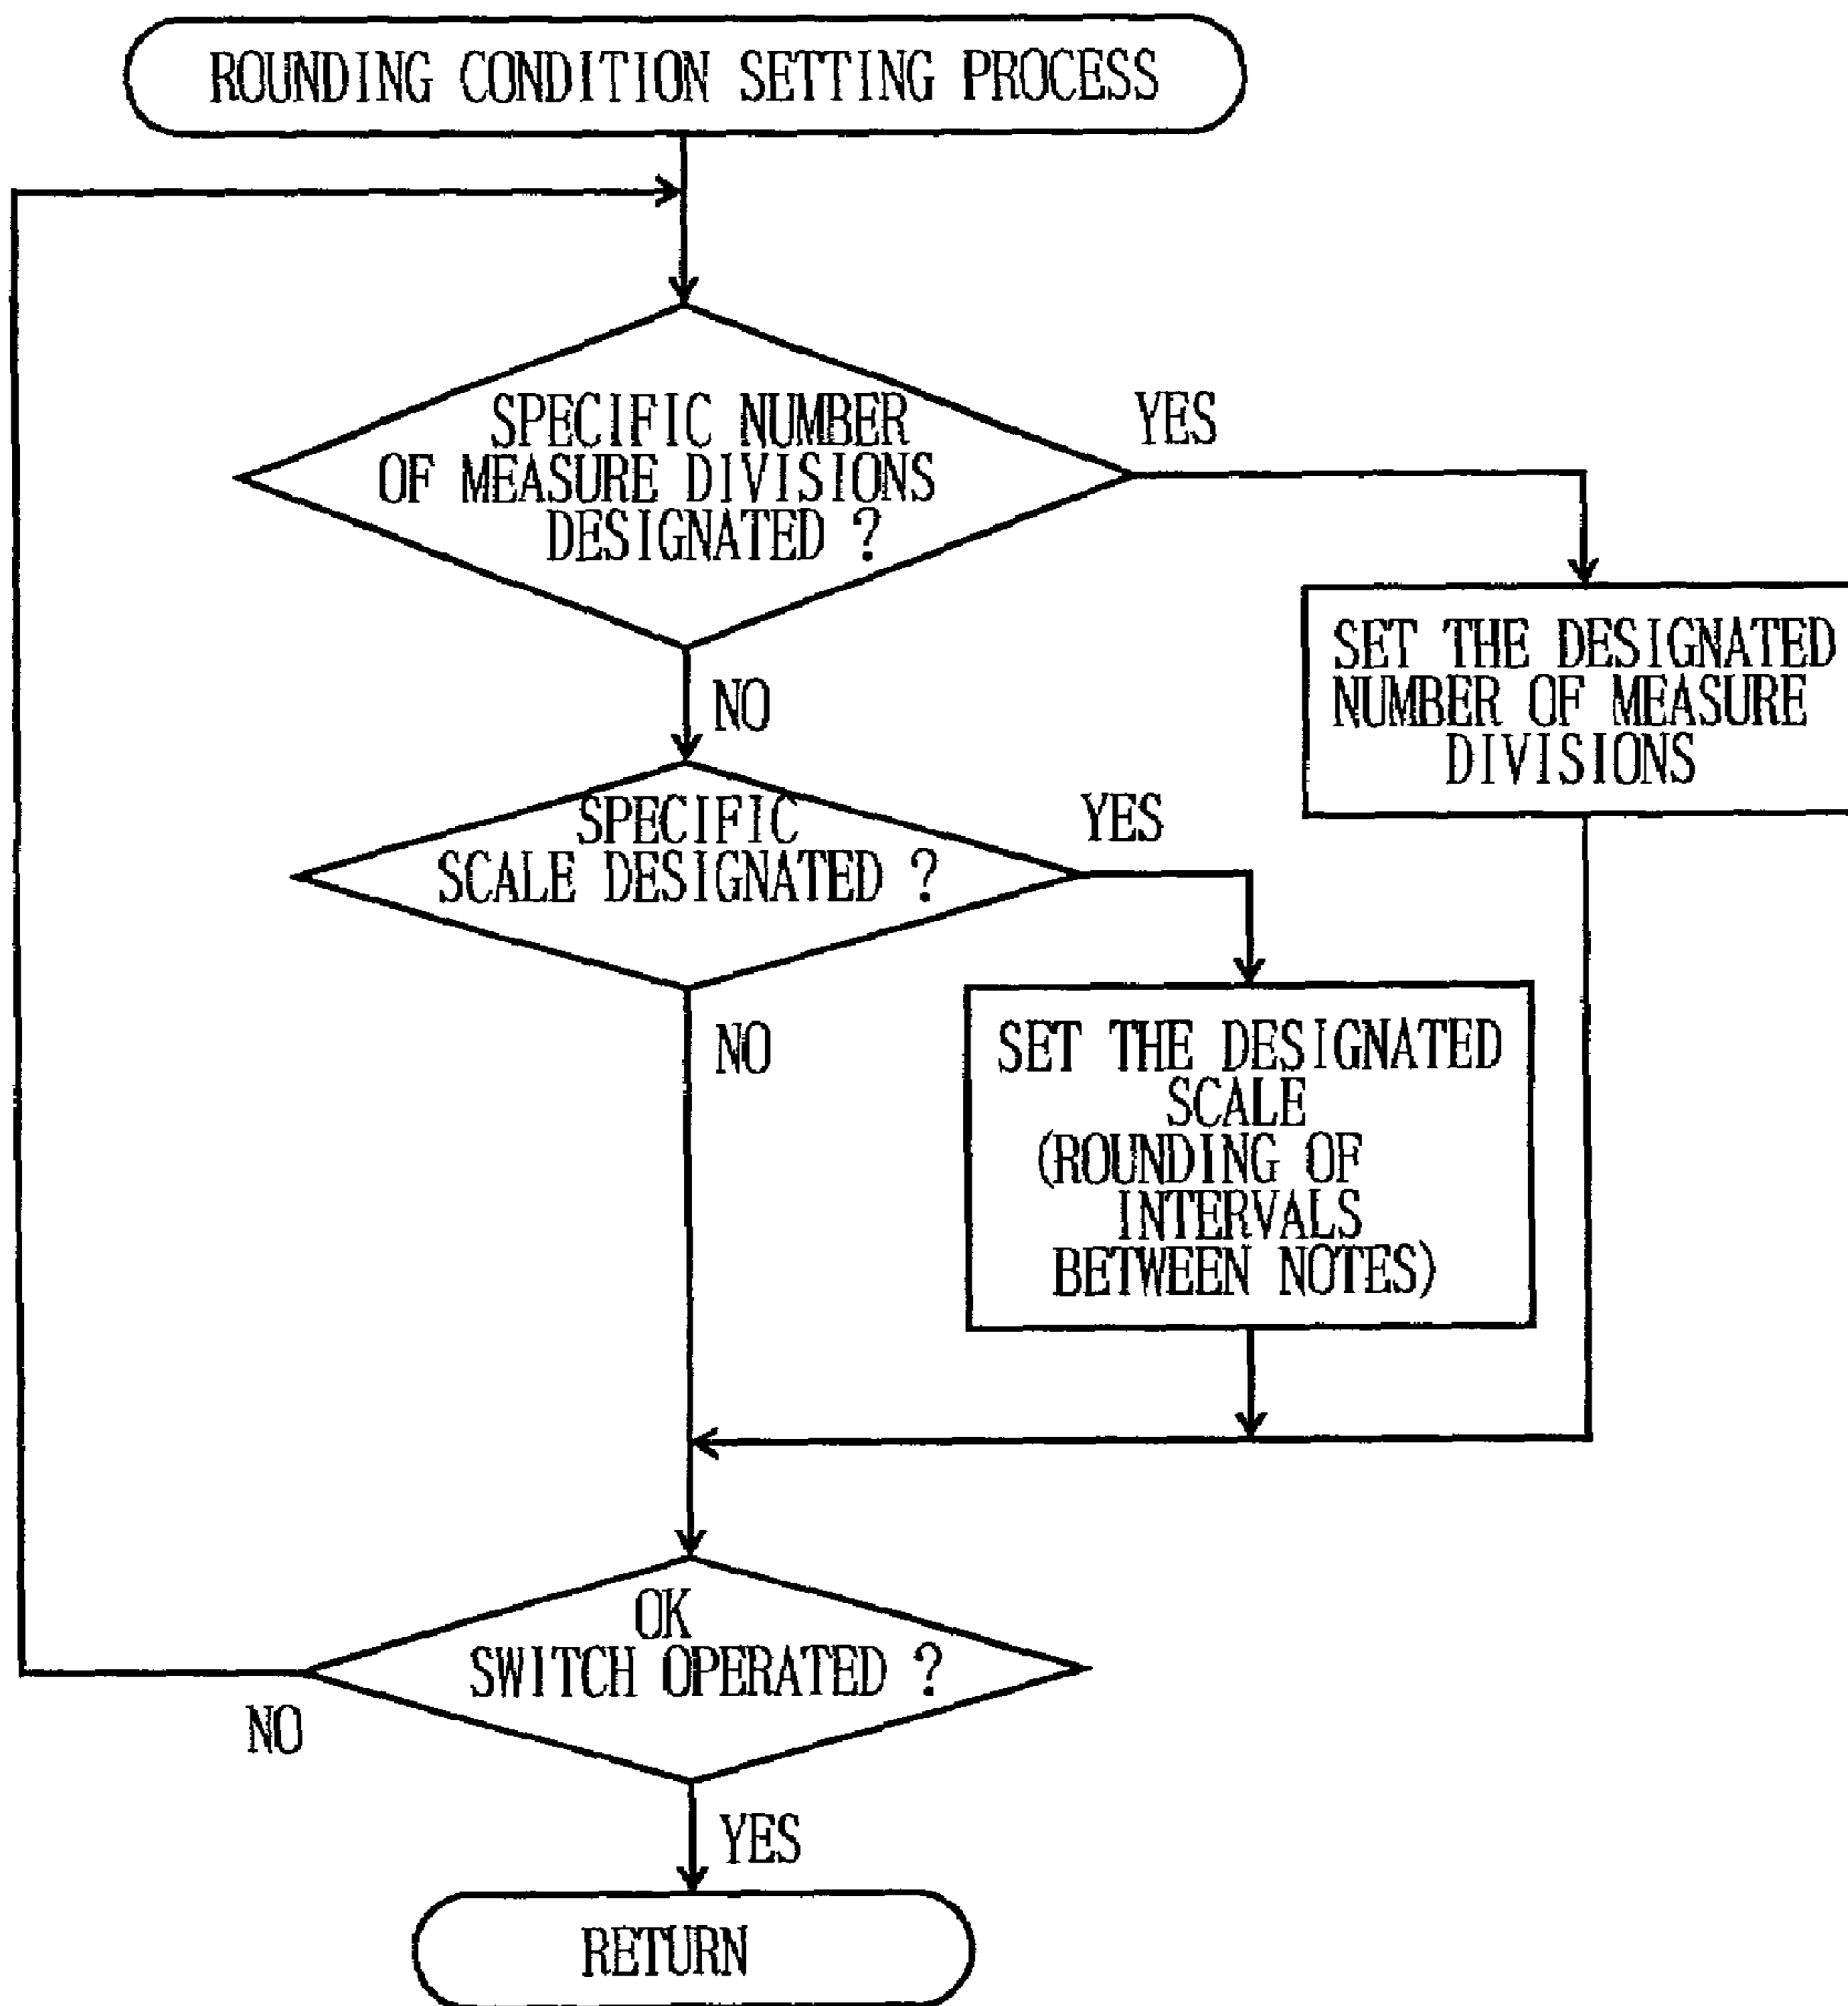 ROUNDING CONDITION SETTING PROCESS
SPECIFIC NUMBER
OF MEASURE DIVISIONS
DESIGNATED ?
YES
SET THE DESIGNATED
NUMBER OF MEASURE
DIVISIONS
NO
SPECIFIC
SCALE DESIGNATED ?
YES
SET THE DESIGNATED
SCALE
(ROUNDING OF
INTERVALS
BETWEEN NOTES)
NO
OK
SWITCH OPERATED ?
NO
YES
RETURN